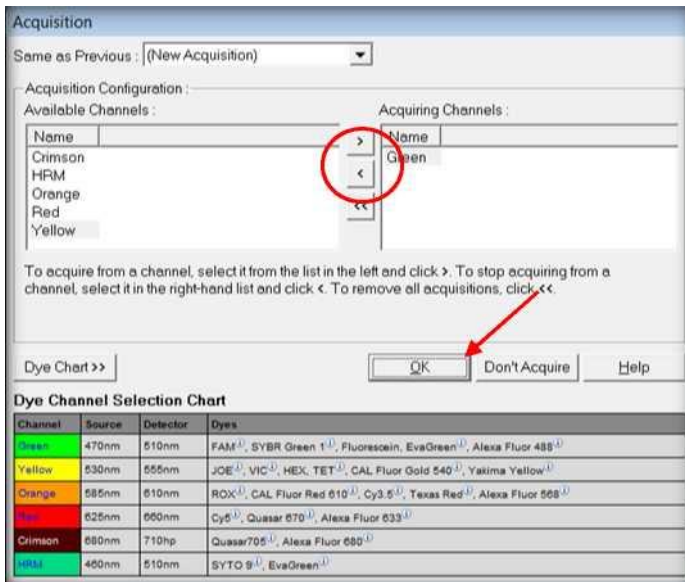 Acquisition
Same as Previous : (New Acquisition)
Acquisition Configuration :
Available Channels :
Acquiring Channels :
Name
Crimson
HRM
Orange
Red
Yellow
>
<
<<
Name
Green
To acquire from a channel, select it from the list in the left and click >. To stop acquiring from a
channel, select it in the right-hand list and click <. To remove all acquisitions, click <<.
Dye Chart >>
OK
Don't Acquire
Help
Dye Channel Selection Chart
Channel Source Detector Dyes
Green 470nm 510nm FAM(i), SYBR Green 1(i), Fluorescein, EvaGreen(i), Alexa Fluor 488(i)
Yellow 530nm 555nm JOE(i), VIC(i), HEX, TET(i), CAL Fluor Gold 540(i), Yakima Yellow(i)
Orange 585nm 610nm ROX(i), CAL Fluor Red 610(i), Cy3.5(i), Texas Red(i), Alexa Fluor 568(i)
Red 625nm 660nm Cy5(i), Quasar 670(i), Alexa Fluor 633(i)
Crimson 680nm 710hp Quasar705(i), Alexa Fluor 680(i)
HRM 460nm 510nm SYTO 9(i), EvaGreen(i)